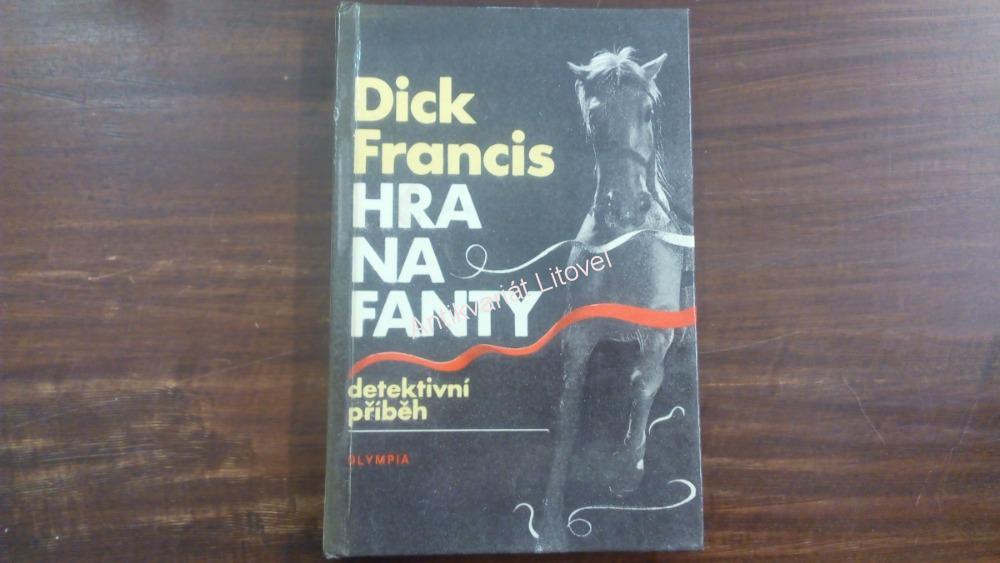 Dick
Francis
HRA
NA
FANTY
Antikvariát Litovel
detektivní
příběh
OLYMPIA